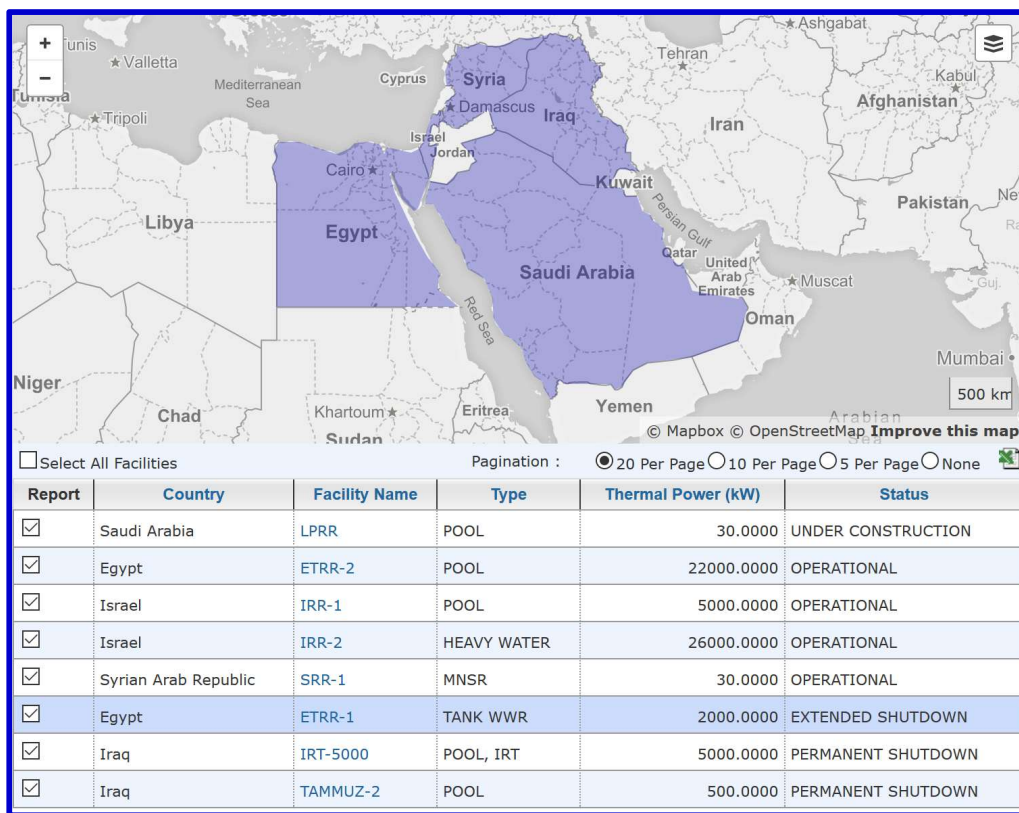 Ashgabat
+
unis
Valletta
Tehran
−
Mediterranean
Sea
Cyprus
Syria
Kabul
Tunisia
Damascus
Afghanistan
Tripoli
Iraq
Iran
Israel
Jordan
Cairo
Kuwait
Pakistan
Ne
Libya
Egypt
Persian Gulf
Qatar
United
Arab
Emirates
Saudi Arabia
Muscat
Guj.
Red Sea
Oman
Mumbai
Niger
500 km
Chad
Khartoum
Eritrea
Yemen
Arabian
Sea
Sudan
© Mapbox © OpenStreetMap Improve this map
Select All Facilities Pagination : 20 Per Page 10 Per Page 5 Per Page None
Report Country Facility Name Type Thermal Power (kW) Status
Saudi Arabia LPRR POOL 30.0000 UNDER CONSTRUCTION
Egypt ETRR-2 POOL 22000.0000 OPERATIONAL
Israel IRR-1 POOL 5000.0000 OPERATIONAL
Israel IRR-2 HEAVY WATER 26000.0000 OPERATIONAL
Syrian Arab Republic SRR-1 MNSR 30.0000 OPERATIONAL
Egypt ETRR-1 TANK WWR 2000.0000 EXTENDED SHUTDOWN
Iraq IRT-5000 POOL, IRT 5000.0000 PERMANENT SHUTDOWN
Iraq TAMMUZ-2 POOL 500.0000 PERMANENT SHUTDOWN